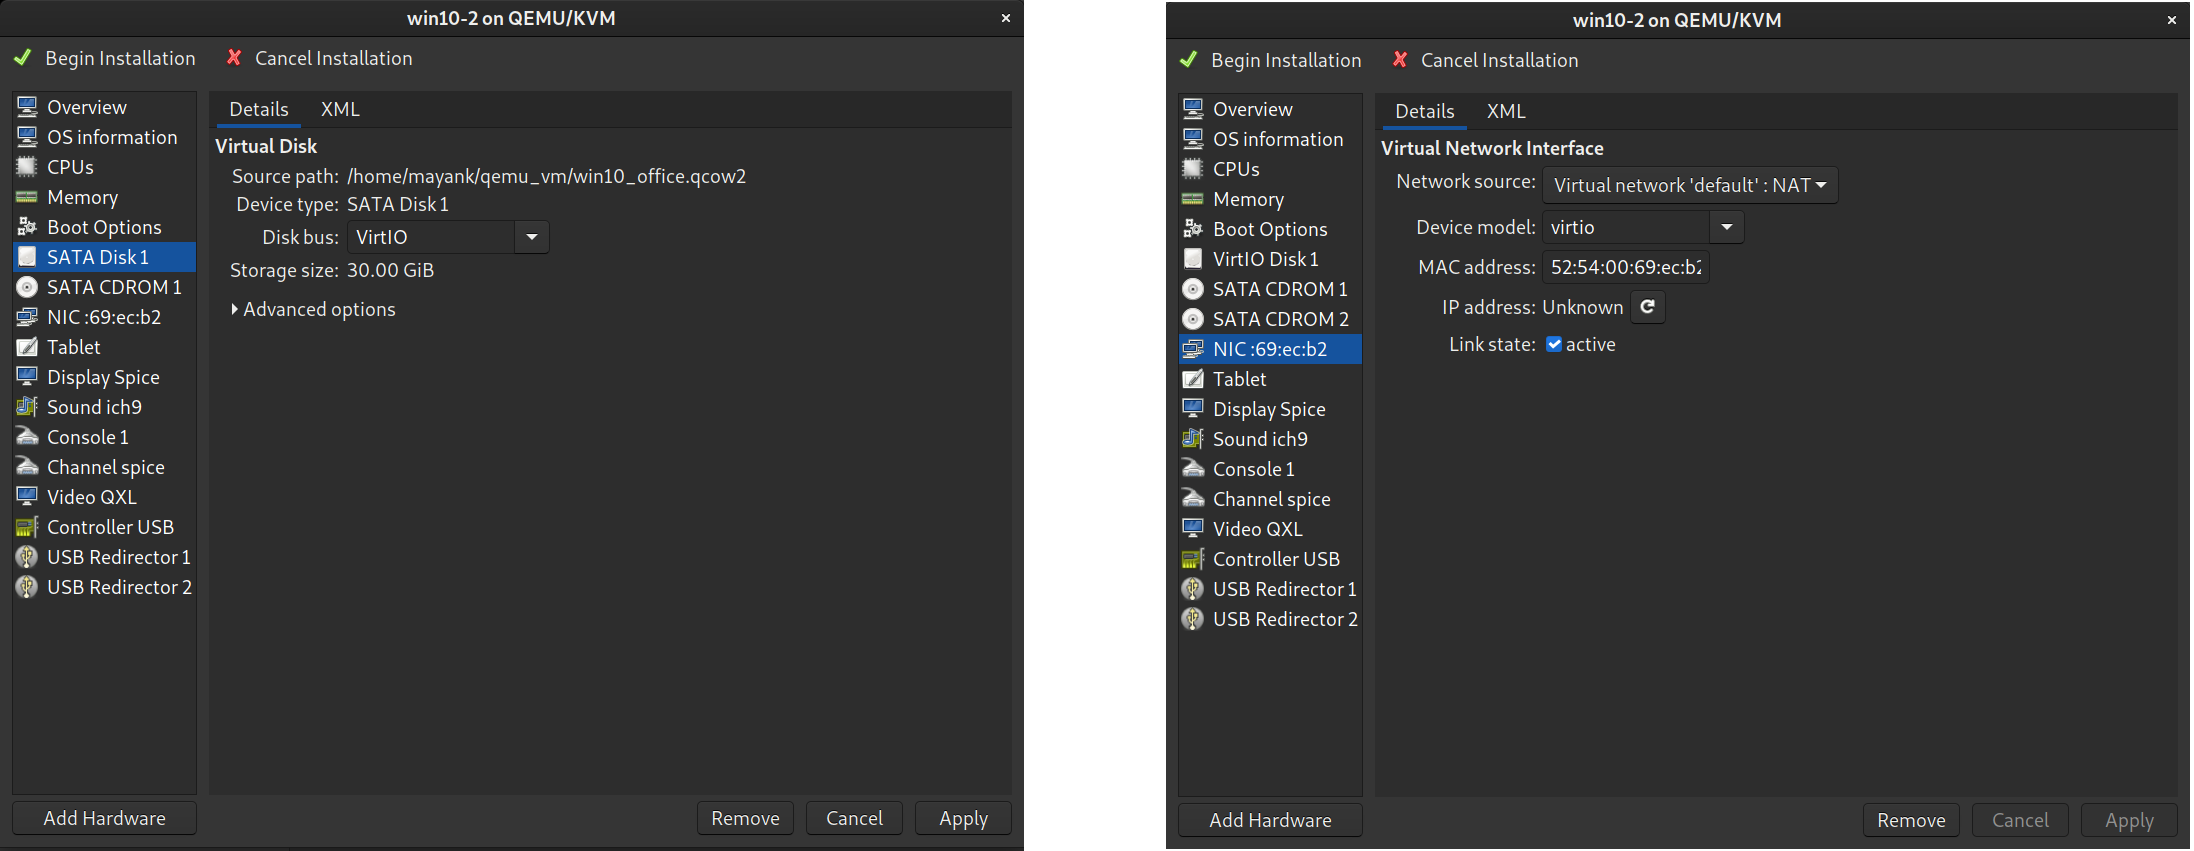 win10-2 on QEMU/KVM
Begin Installation
Cancel Installation
Overview
OS information
CPUs
Memory
Boot Options
SATA Disk 1
SATA CDROM 1
NIC :69:ec:b2
Tablet
Display Spice
Sound ich9
Console 1
Channel spice
Video QXL
Controller USB
USB Redirector 1
USB Redirector 2
Add Hardware
Details XML
Virtual Disk
Source path: /home/mayank/qemu_vm/win10_office.qcow2
Device type: SATA Disk 1
Disk bus: VirtIO
Storage size: 30.00 GiB
Advanced options
Remove Cancel Apply
win10-2 on QEMU/KVM
Begin Installation
Cancel Installation
Overview
OS information
CPUs
Memory
Boot Options
VirtIO Disk 1
SATA CDROM 1
SATA CDROM 2
NIC :69:ec:b2
Tablet
Display Spice
Sound ich9
Console 1
Channel spice
Video QXL
Controller USB
USB Redirector 1
USB Redirector 2
Add Hardware
Details XML
Virtual Network Interface
Network source: Virtual network 'default' : NAT
Device model: virtio
MAC address: 52:54:00:69:ec:b2
IP address: Unknown
Link state: active
Remove Cancel Apply